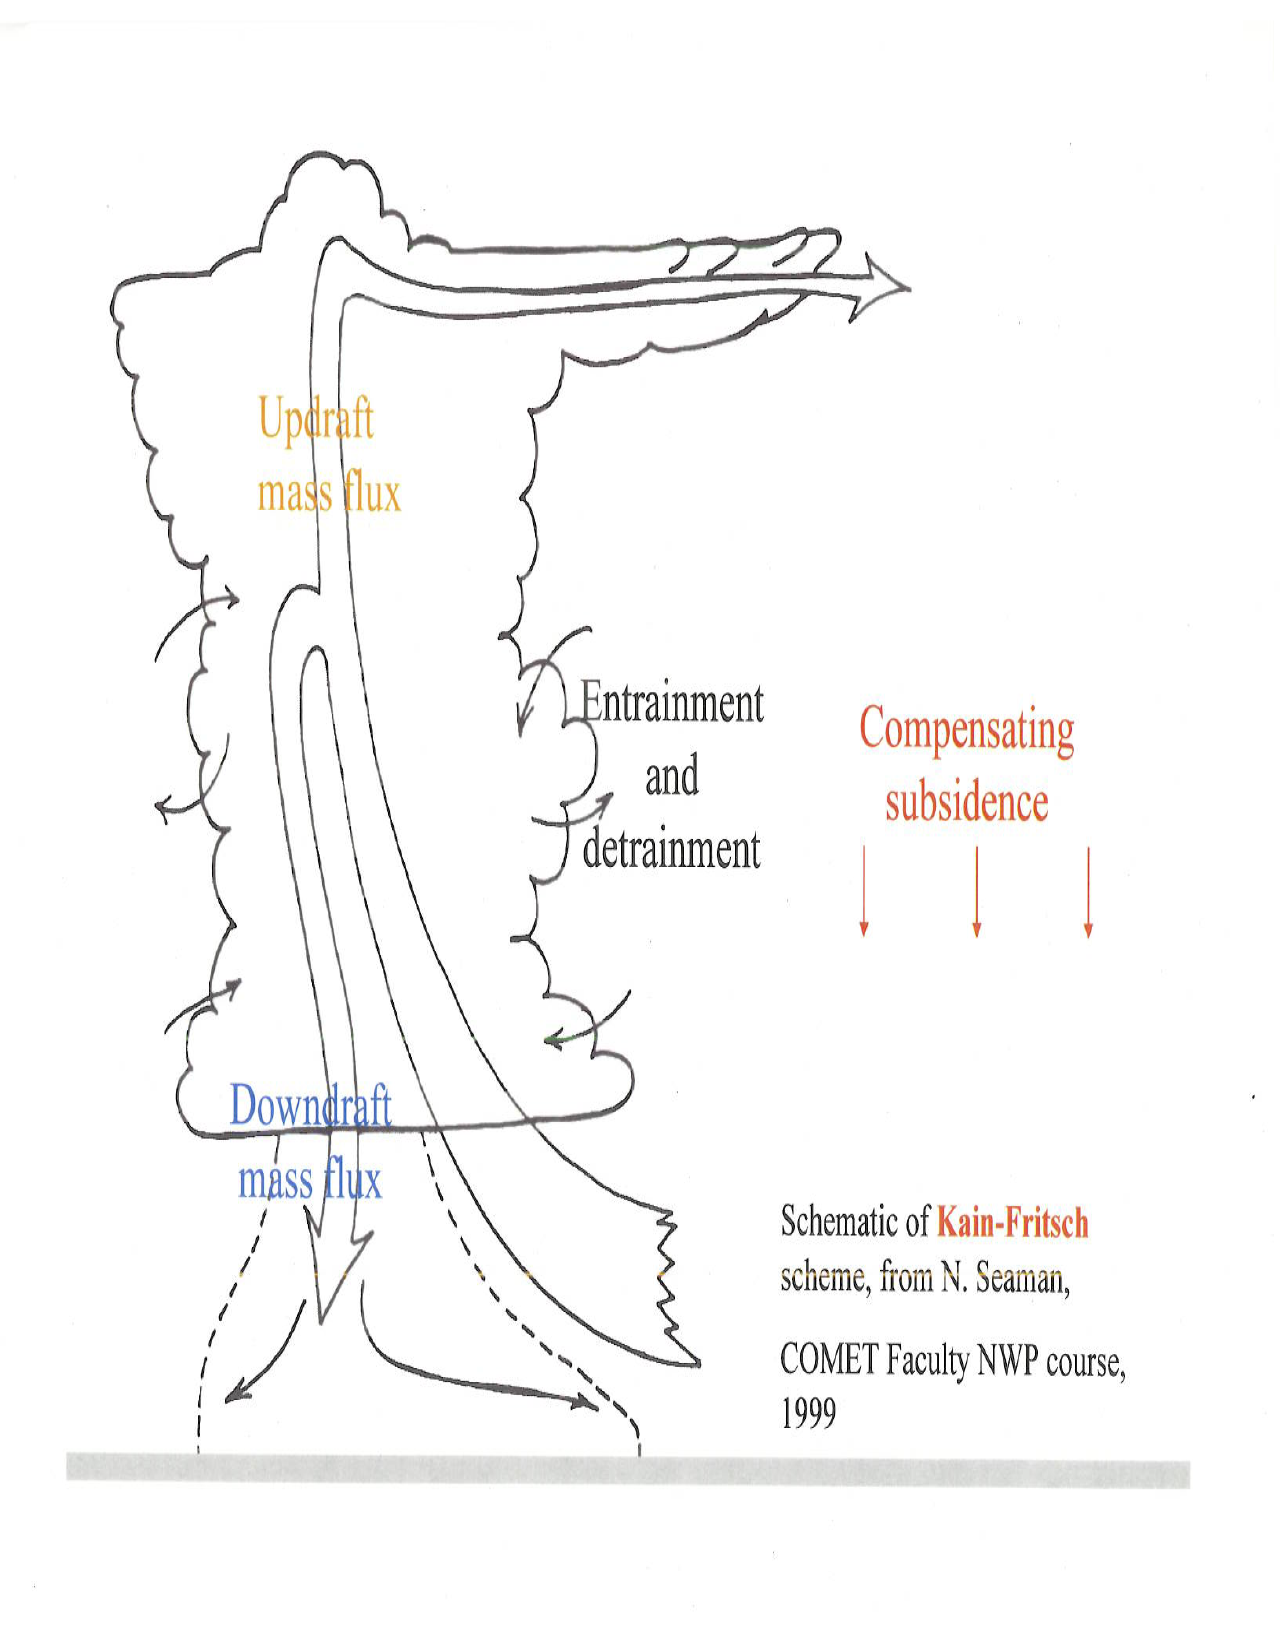 Updraft
mass flux
Entrainment
and
detrainment
Compensating
subsidence
Downdraft
mass flux
Schematic of Kain-Fritsch
scheme, from N. Seaman,
COMET Faculty NWP course,
1999